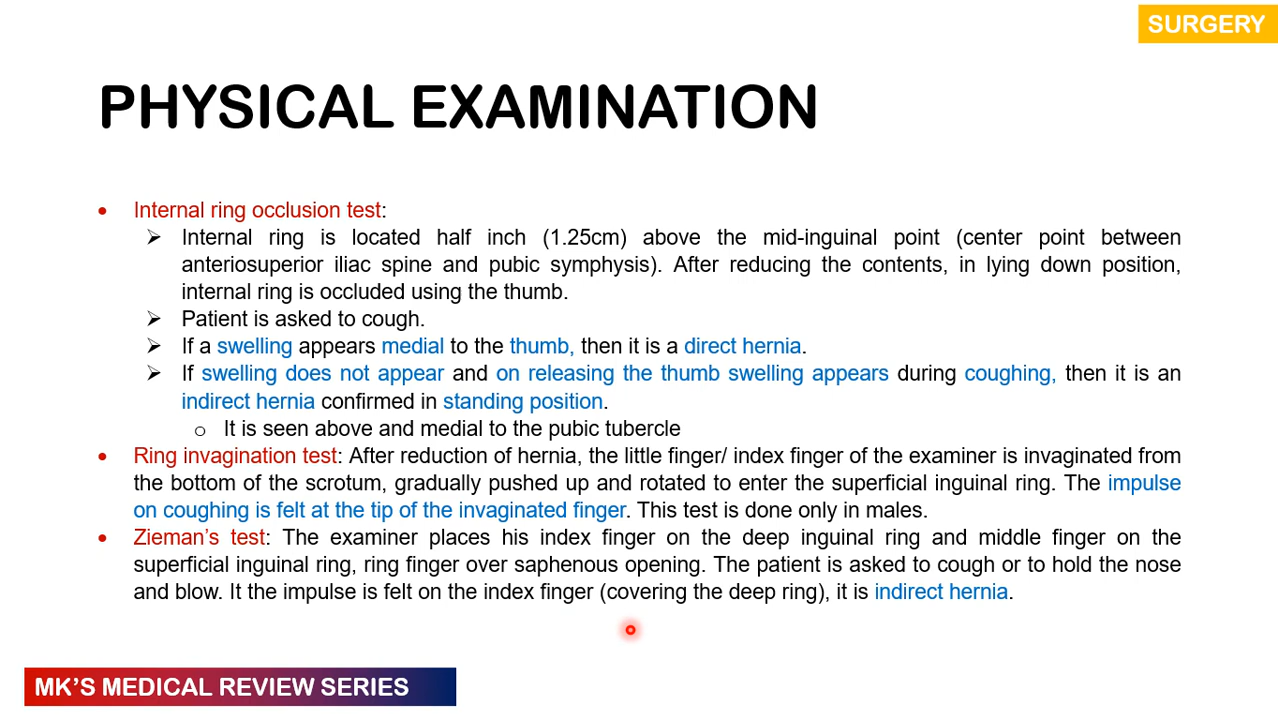 SURGERY
PHYSICAL EXAMINATION
• Internal ring occlusion test:
➢ Internal ring is located half inch (1.25cm) above the mid-inguinal point (center point between
anteriosuperior iliac spine and pubic symphysis). After reducing the contents, in lying down position,
internal ring is occluded using the thumb.
➢ Patient is asked to cough.
➢ If a swelling appears medial to the thumb, then it is a direct hernia.
➢ If swelling does not appear and on releasing the thumb swelling appears during coughing, then it is an
indirect hernia confirmed in standing position.
o It is seen above and medial to the pubic tubercle
• Ring invagination test: After reduction of hernia, the little finger/ index finger of the examiner is invaginated from
the bottom of the scrotum, gradually pushed up and rotated to enter the superficial inguinal ring. The impulse
on coughing is felt at the tip of the invaginated finger. This test is done only in males.
• Zieman’s test: The examiner places his index finger on the deep inguinal ring and middle finger on the
superficial inguinal ring, ring finger over saphenous opening. The patient is asked to cough or to hold the nose
and blow. It the impulse is felt on the index finger (covering the deep ring), it is indirect hernia.
MK’S MEDICAL REVIEW SERIES